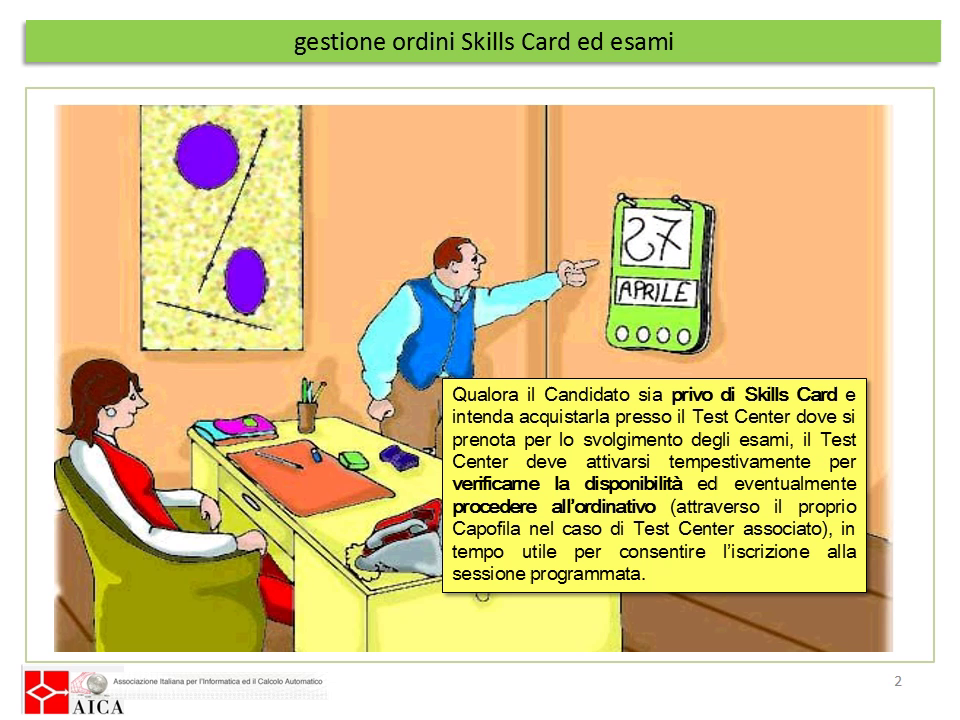 gestione ordini Skills Card ed esami
27
APRILE
Qualora il Candidato sia privo di Skills Card e
intenda acquistarla presso il Test Center dove si
prenota per lo svolgimento degli esami, il Test
Center deve attivarsi tempestivamente per
verificarne la disponibilità ed eventualmente
procedere all’ordinativo (attraverso il proprio
Capofila nel caso di Test Center associato), in
tempo utile per consentire l’iscrizione alla
sessione programmata.
Associazione Italiana per l'Informatica ed il Calcolo Automatico
AICA
2